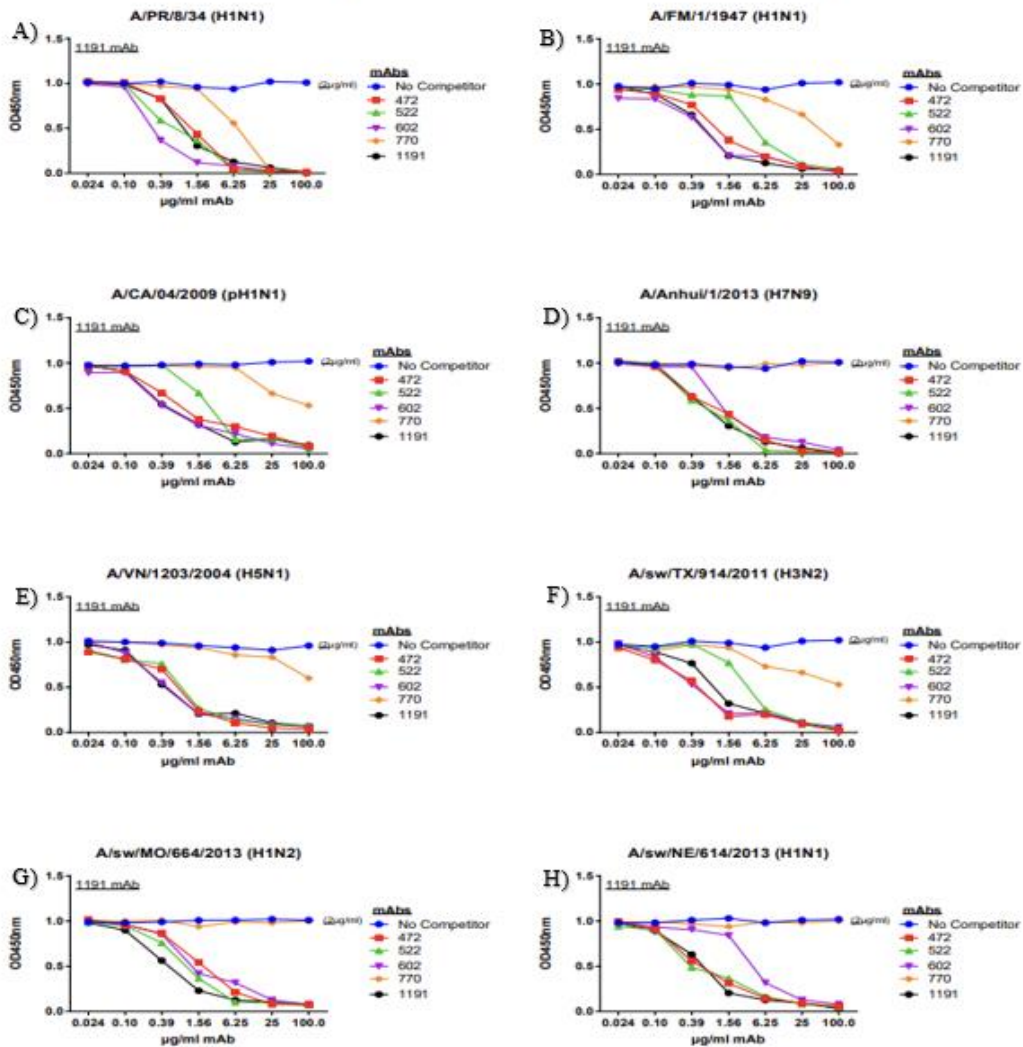 A/PR/8/34 (H1N1)
A)
1191 mAb
1.5
1.0
0.5
0.0
OD450nm
0.024 0.10 0.39 1.56 6.25 25 100.0
µg/ml mAb
(2µg/ml)
mAbs
No Competitor
472
522
602
770
1191
A/FM/1/1947 (H1N1)
B)
1191 mAb
1.5
1.0
0.5
0.0
OD450nm
0.024 0.10 0.39 1.56 6.25 25 100.0
µg/ml mAb
(2µg/ml)
mAbs
No Competitor
472
522
602
770
1191
A/CA/04/2009 (pH1N1)
C)
1191 mAb
1.5
1.0
0.5
0.0
OD450nm
0.024 0.10 0.39 1.56 6.25 25 100.0
µg/ml mAb
(2µg/ml)
mAbs
No Competitor
472
522
602
770
1191
A/Anhui/1/2013 (H7N9)
D)
1191 mAb
1.5
1.0
0.5
0.0
OD450nm
0.024 0.10 0.39 1.56 6.25 25 100.0
µg/ml mAb
(2µg/ml)
mAbs
No Competitor
472
522
602
770
1191
A/VN/1203/2004 (H5N1)
E)
1191 mAb
1.5
1.0
0.5
0.0
OD450nm
0.024 0.10 0.39 1.56 6.25 25 100.0
µg/ml mAb
(2µg/ml)
mAbs
No Competitor
472
522
602
770
1191
A/sw/TX/914/2011 (H3N2)
F)
1191 mAb
1.5
1.0
0.5
0.0
OD450nm
0.024 0.10 0.39 1.56 6.25 25 100.0
µg/ml mAb
(2µg/ml)
mAbs
No Competitor
472
522
602
770
1191
A/sw/MO/664/2013 (H1N2)
G)
1191 mAb
1.5
1.0
0.5
0.0
OD450nm
0.024 0.10 0.39 1.56 6.25 25 100.0
µg/ml mAb
(2µg/ml)
mAbs
No Competitor
472
522
602
770
1191
A/sw/NE/614/2013 (H1N1)
H)
1191 mAb
1.5
1.0
0.5
0.0
OD450nm
0.024 0.10 0.39 1.56 6.25 25 100.0
µg/ml mAb
(2µg/ml)
mAbs
No Competitor
472
522
602
770
1191